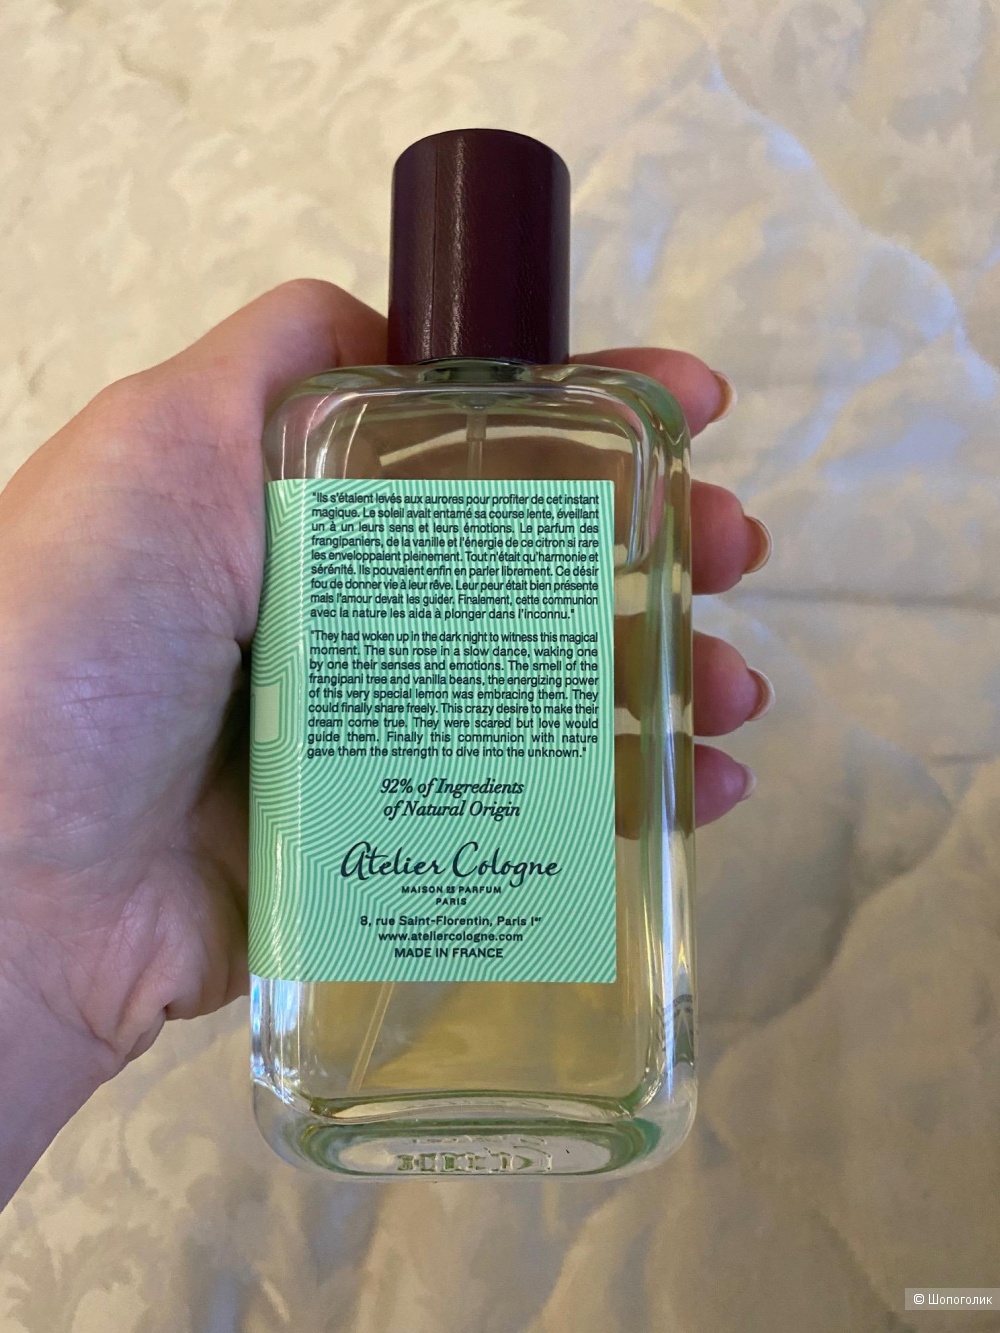 "Ils s'étaient levés aux aurores pour profiter de cet instant
magique. Le soleil avait entamé sa course lente, éveillant
un à un leurs sens et leurs émotions. Le parfum des
frangipaniers, de la vanille et l'énergie de ce citron si rare
les enveloppaient pleinement. Tout n'était qu'harmonie et
sérénité. Ils pouvaient enfin en parler librement. Ce désir
fou de donner vie à leur rêve. Leur peur était bien présente
mais l'amour devait les guider. Finalement, cette communion
avec la nature les aida à plonger dans l'inconnu."
"They had woken up in the dark night to witness this magical
moment. The sun rose in a slow dance, waking one
by one their senses and emotions. The smell of the
frangipani tree and vanilla beans, the energizing power
of this very special lemon was embracing them. They
could finally share freely. This crazy desire to make their
dream come true. They were scared but love would
guide them. Finally this communion with nature
gave them the strength to dive into the unknown."
92% of Ingredients
of Natural Origin
Atelier Cologne
MAISON DE PARFUM
PARIS
8, rue Saint-Florentin, Paris Iᵉʳ
www.ateliercologne.com
MADE IN FRANCE
© Шопоголик